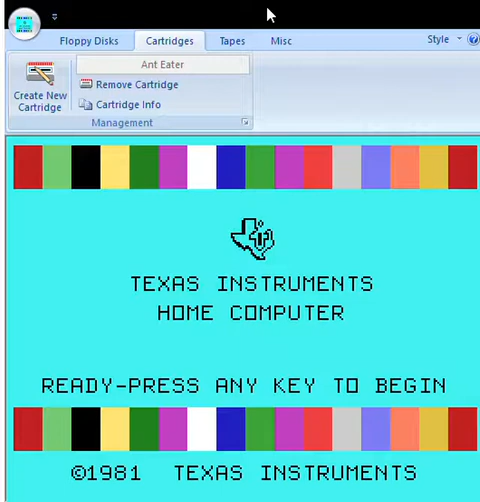 Floppy Disks Cartridges Tapes Misc Style
Ant Eater
Create New Cartridge
Remove Cartridge
Cartridge Info
Management
TEXAS INSTRUMENTS
HOME COMPUTER
READY-PRESS ANY KEY TO BEGIN
©1981 TEXAS INSTRUMENTS